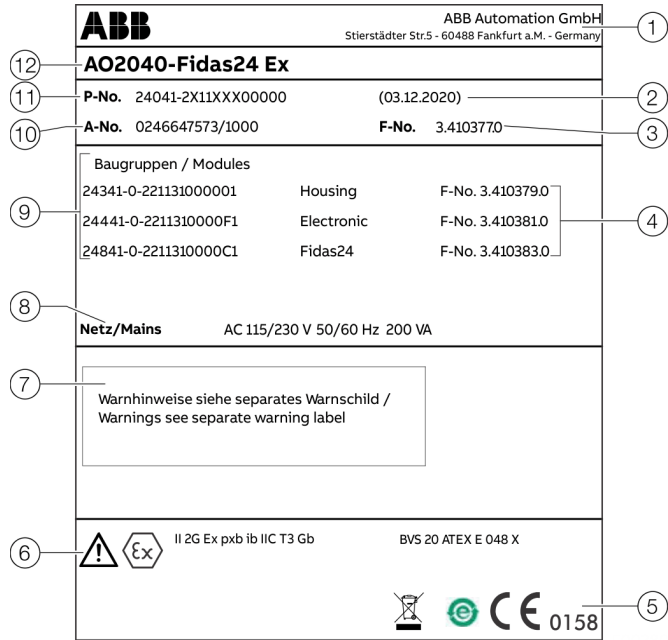 ABB
ABB Automation GmbH
Stierstädter Str.5 - 60488 Fankfurt a.M. - Germany
1
12
AO2040-Fidas24 Ex
11
P-No. 24041-2X11XXX00000 (03.12.2020)
2
10
A-No. 0246647573/1000 F-No. 3.410377.0
3
Baugruppen / Modules
24341-0-221131000001 Housing F-No. 3.410379.0
9
24441-0-2211310000F1 Electronic F-No. 3.410381.0
4
24841-0-2211310000C1 Fidas24 F-No. 3.410383.0
8
Netz/Mains AC 115/230 V 50/60 Hz 200 VA
7
Warnhinweise siehe separates Warnschild /
Warnings see separate warning label
6
εx II 2G Ex pxb ib IIC T3 Gb BVS 20 ATEX E 048 X
e CE 0158
5